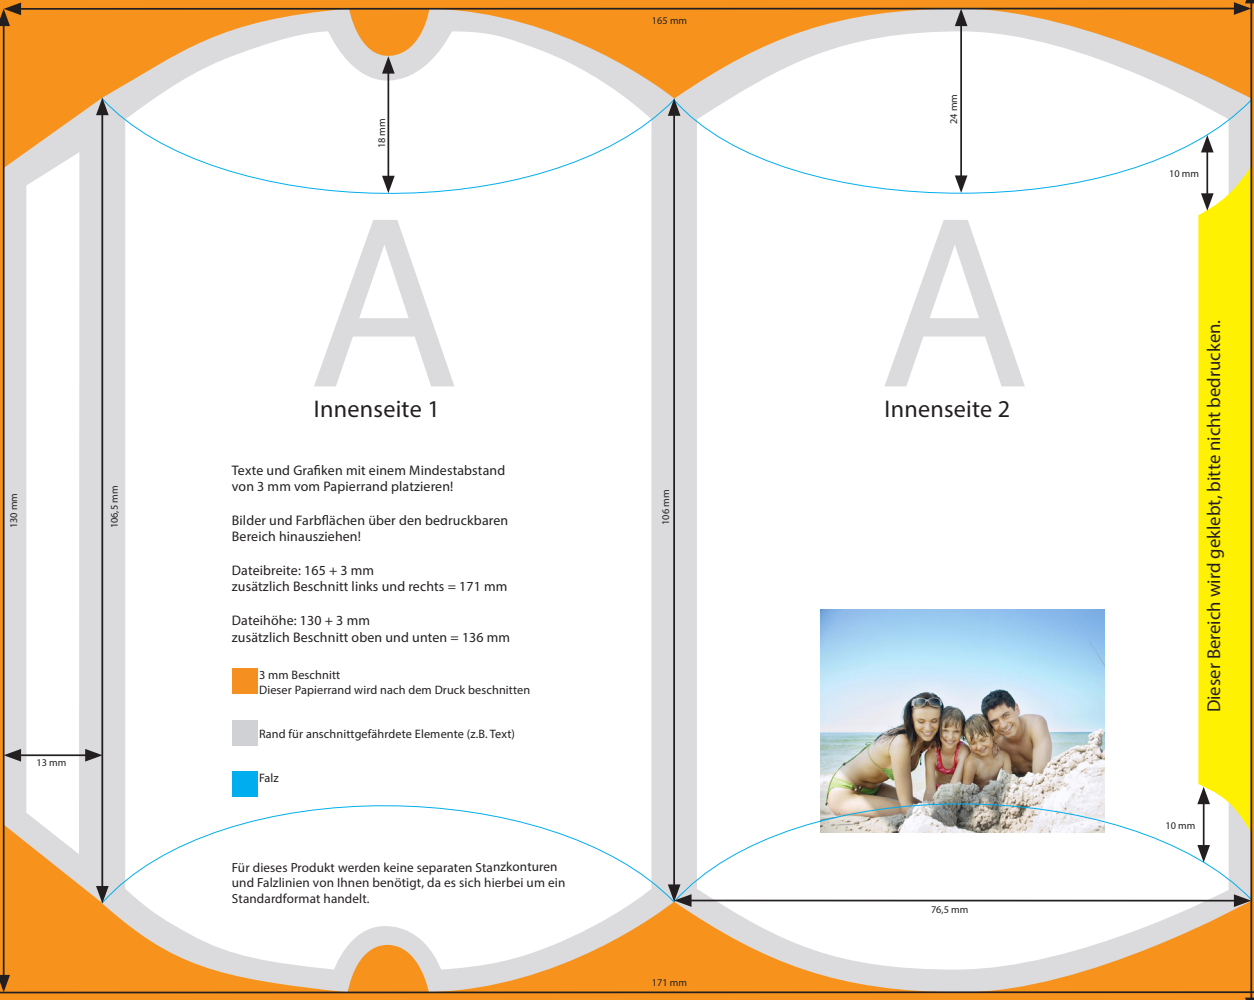 165 mm
18 mm
24 mm
10 mm
A
A
Innenseite 1
Innenseite 2
Texte und Grafiken mit einem Mindestabstand
von 3 mm vom Papierrand platzieren!
Bilder und Farbflächen über den bedruckbaren
Bereich hinausziehen!
Dateibreite: 165 + 3 mm
zusätzlich Beschnitt links und rechts = 171 mm
Dateihöhe: 130 + 3 mm
zusätzlich Beschnitt oben und unten = 136 mm
3 mm Beschnitt
Dieser Papierrand wird nach dem Druck beschnitten
Rand für anschnittgefährdete Elemente (z.B. Text)
Falz
Für dieses Produkt werden keine separaten Stanzkonturen
und Falzlinien von Ihnen benötigt, da es sich hierbei um ein
Standardformat handelt.
130 mm
106,5 mm
106 mm
Dieser Bereich wird geklebt, bitte nicht bedrucken.
13 mm
10 mm
76,5 mm
171 mm